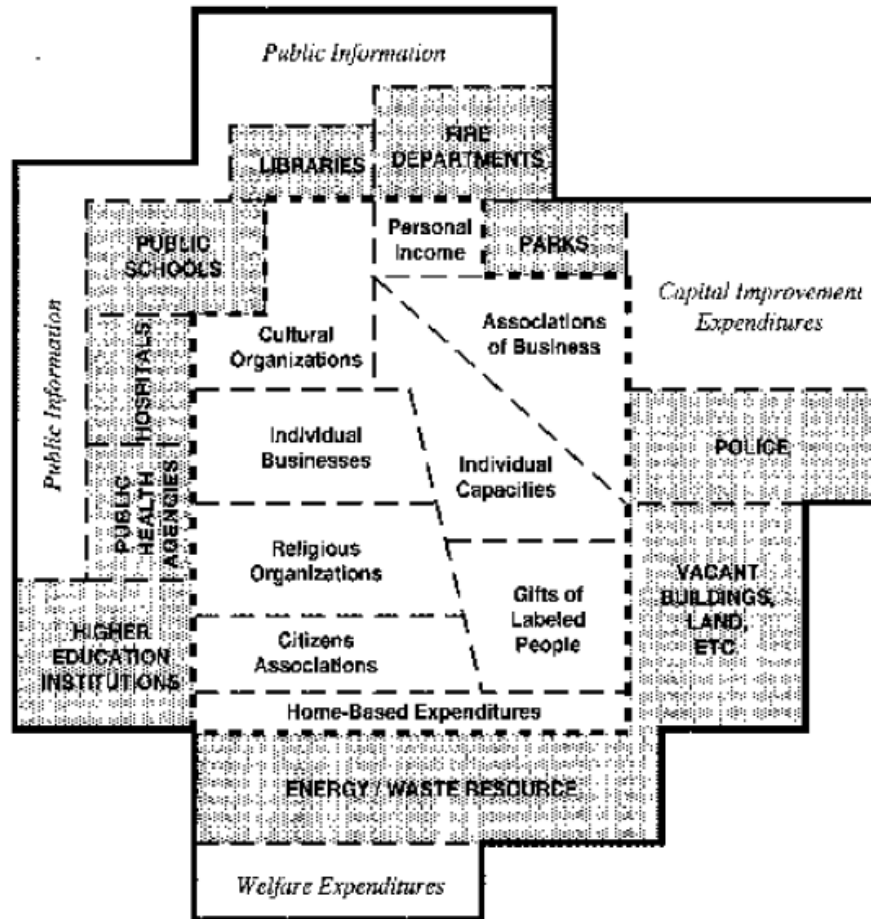 Public Information
FIRE
DEPARTMENTS
LIBRARIES
Personal
Income
PARKS
PUBLIC
SCHOOLS
Capital Improvement
Expenditures
Associations
of Business
Cultural
Organizations
Public Information
HOSPITALS
Individual
Businesses
POLICE
Individual
Capacities
PUBLIC
HEALTH
AGENCIES
Religious
Organizations
VACANT
BUILDINGS,
LAND,
ETC
Gifts of
Labeled
People
HIGHER
EDUCATION
INSTITUTIONS
Citizens
Associations
Home-Based Expenditures
ENERGY / WASTE RESOURCE
Welfare Expenditures